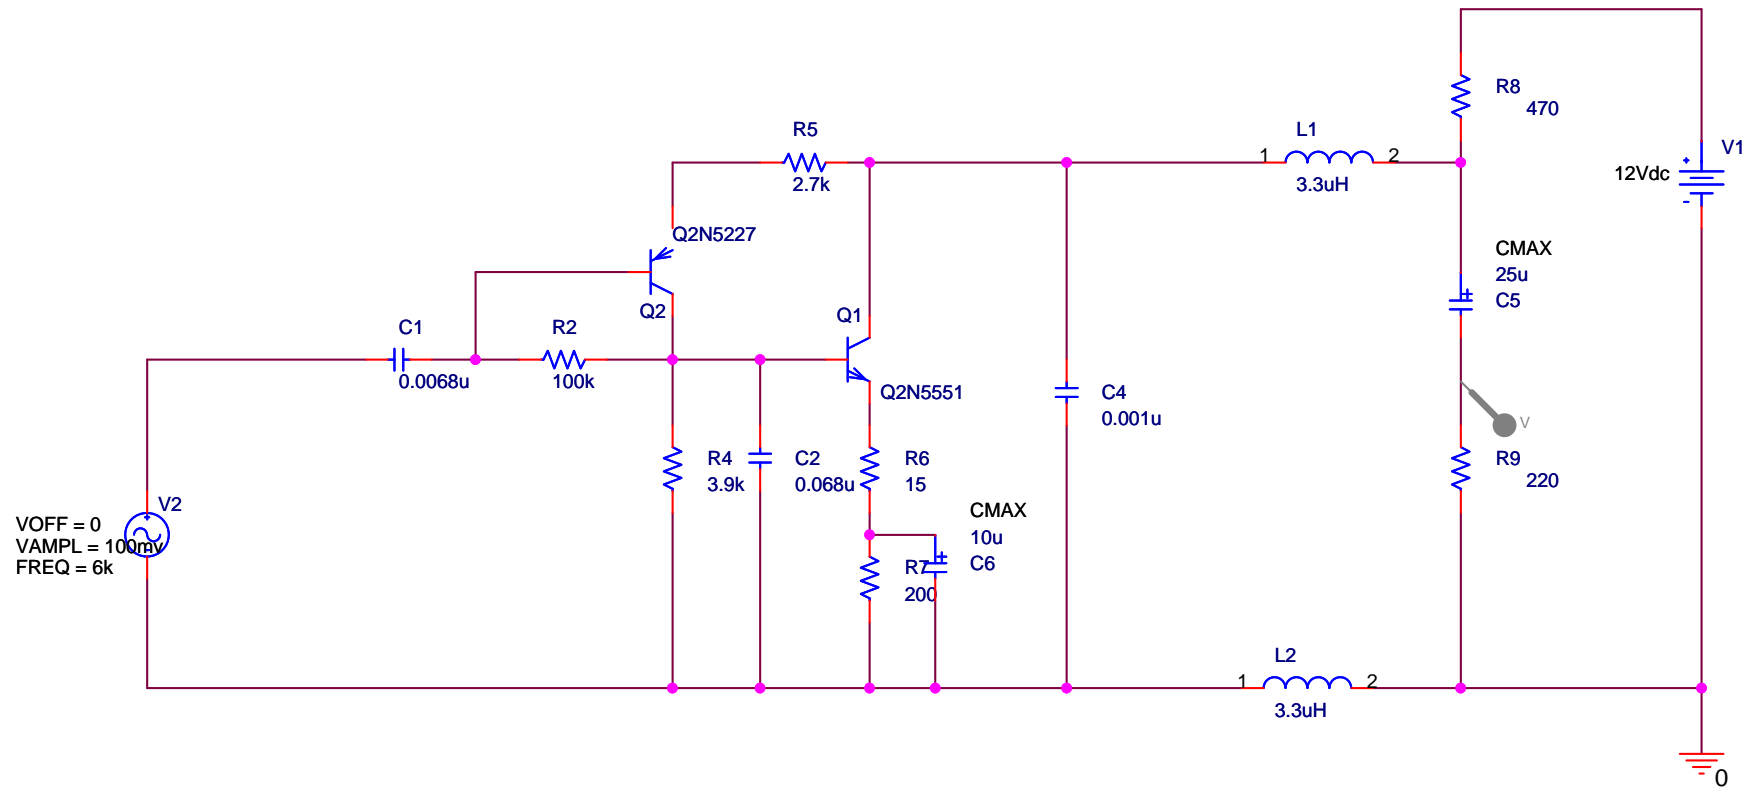 R8
470
V1
12Vdc
R5
2.7k
L1
1
2
3.3uH
Q2N5227
Q2
CMAX
25u
C5
Q1
C1
0.0068u
R2
100k
Q2N5551
C4
0.001u
V
R4
3.9k
C2
0.068u
R6
15
R9
220
V2
VOFF = 0
VAMPL = 100mv
FREQ = 6k
CMAX
10u
C6
R7
200
L2
1
2
3.3uH
0